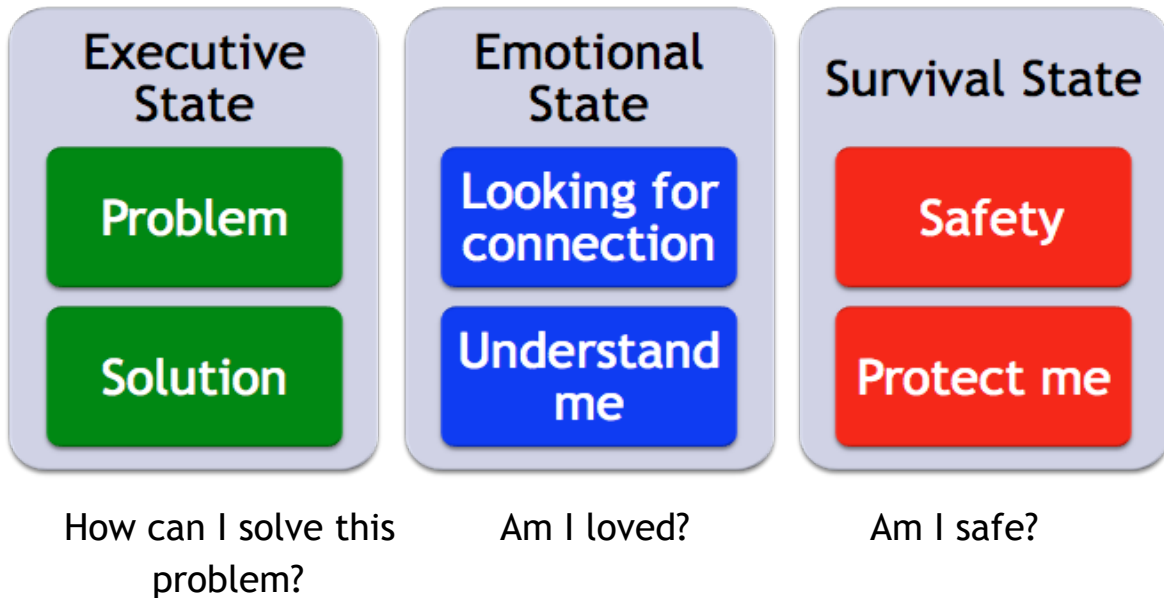 Executive
State
Problem
Solution
How can I solve this
problem?
Emotional
State
Looking for
connection
Understand
me
Am I loved?
Survival State
Safety
Protect me
Am I safe?